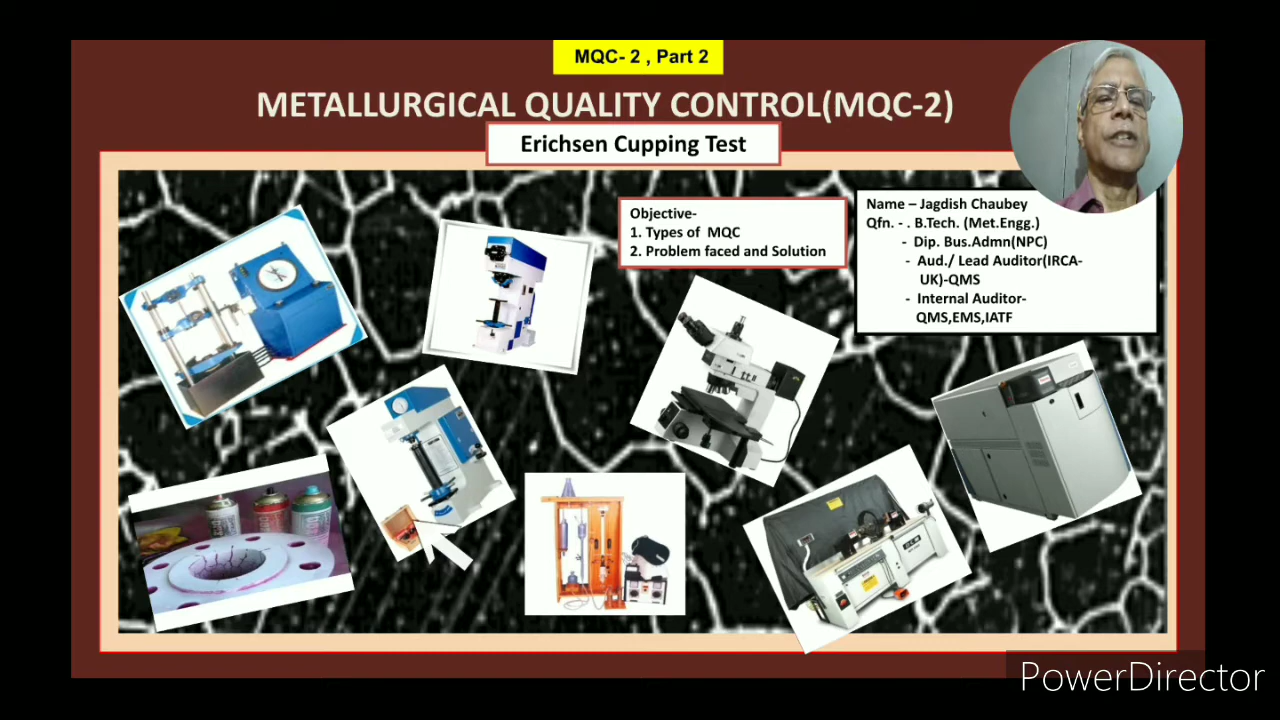 MQC- 2 , Part 2
METALLURGICAL QUALITY CONTROL(MQC-2)
Erichsen Cupping Test
Objective-
1. Types of MQC
2. Problem faced and Solution
Name – Jagdish Chaubey
Qfn. - . B.Tech. (Met.Engg.)
- Dip. Bus.Admn(NPC)
- Aud./ Lead Auditor(IRCA-
UK)-QMS
- Internal Auditor-
QMS,EMS,IATF
PowerDirector